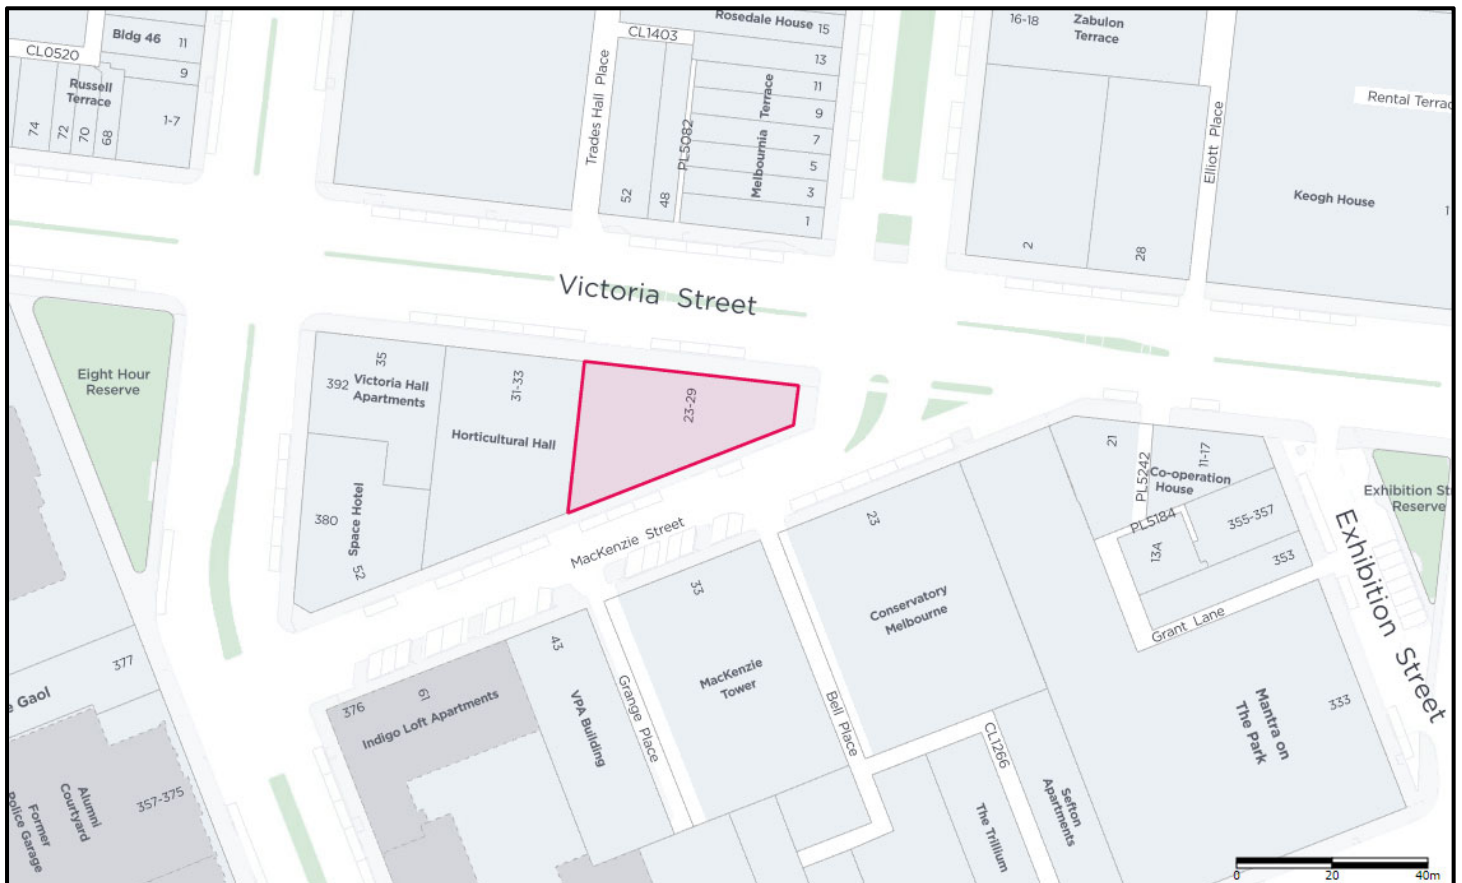 Bldg 46
11
CL0520
9
Russell
Terrace
74
72
70
68
1-7
Trades Hall Place
CL1403
Rosedale House 15
13
11
9
7
5
3
1
Melbournia Terrace
PL5082
52
48
16-18
Zabulon
Terrace
Elliott Place
Rental Terrac
Keogh House
1
2
28
Victoria Street
Eight Hour
Reserve
35
392
Victoria Hall
Apartments
31-33
Horticultural Hall
23-29
380
Space Hotel
52
MacKenzie Street
21
PL5242
11-17
Co-operation
House
PL5184
13A
355-357
353
Grant Lane
Exhibition St
Reserve
Exhibition Street
23
Conservatory
Melbourne
33
MacKenzie
Tower
Bell Place
Grange Place
43
VPA Building
61
376
Indigo Loft Apartments
377
e Gaol
357-375
Alumni
Courtyard
Former
Police Garage
CL1266
The Trillium
Sefton
Apartments
Mantra on
The Park
333
0 20 40m